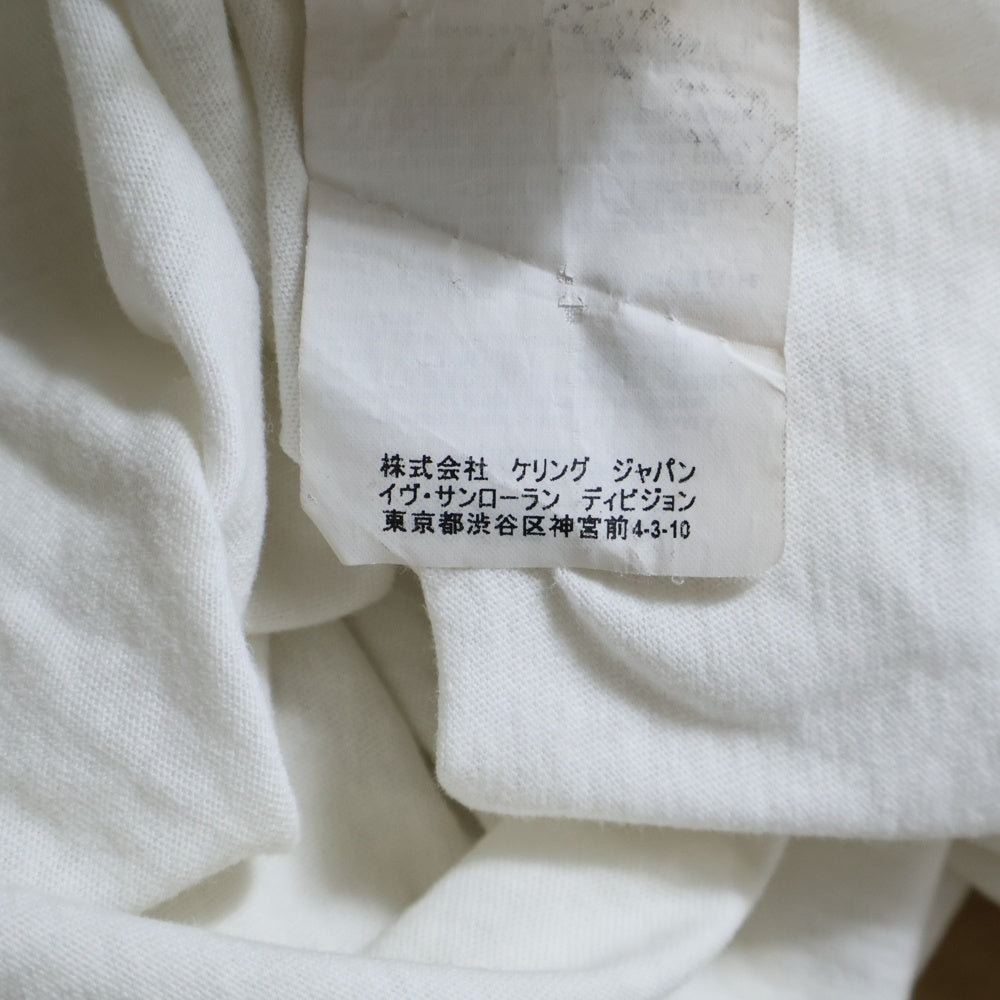 株式会社 ケリング ジャパン
イヴ・サンローラン ディビジョン
東京都渋谷区神宮前4-3-10